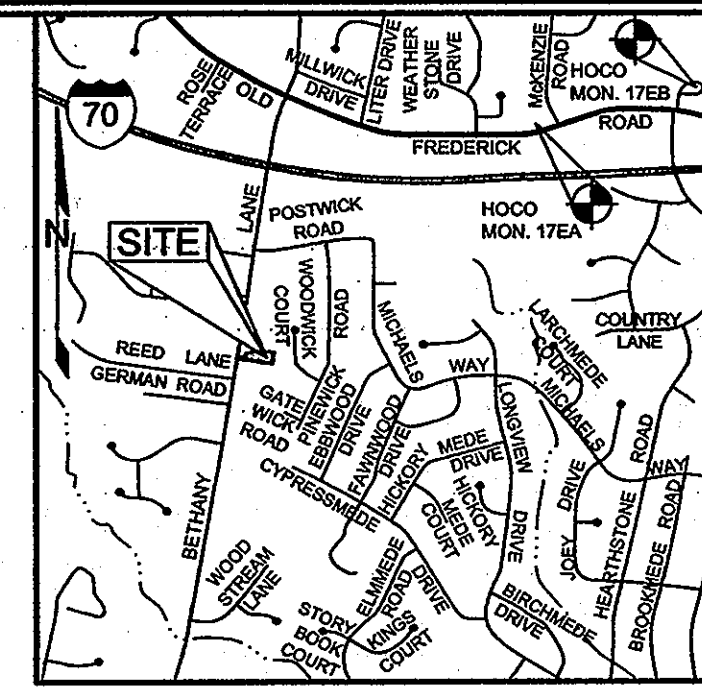 70
ROSE
TERRACE
OLD
MILLWICK
DRIVE
LITER DRIVE
WEATHER
STONE
DRIVE
McKENZIE
ROAD
HOCO
MON. 17EB
FREDERICK
ROAD
HOCO
MON. 17EA
N
SITE
LANE
POSTWICK
ROAD
WOODWICK
COURT
ROAD
PINEWICK
MICHAELS
WAY
LARCHMEDE
COURT
MICHAELS
WAY
COUNTRY
LANE
REED LANE
GERMAN ROAD
GATE
WICK
ROAD
EBBWOOD
DRIVE
FAWNWOOD
DRIVE
CYPRESSMEDE
DRIVE
HICKORY
MEDE
DRIVE
HICKORY
MEDE
COURT
LONGVIEW
DRIVE
JOEY DRIVE
HEARTHSTONE
ROAD
BROOKMEDE ROAD
BETHANY
WOOD
STREAM
LANE
STORY
BOOK
COURT
ELMMEDE
ROAD
KINGS
COURT
BIRCHMEDE
DRIVE